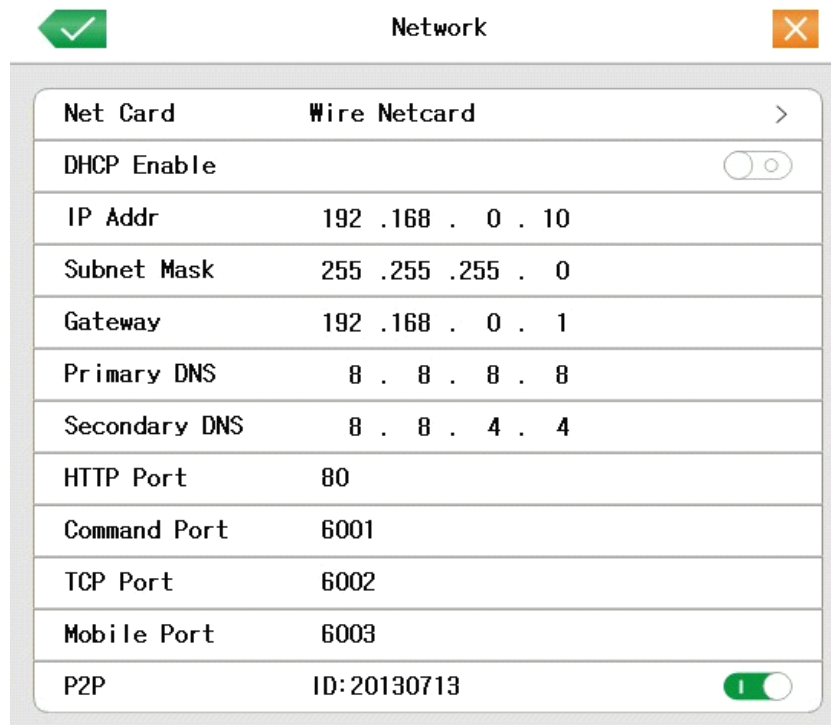 Network
Net Card Wire Netcard
DHCP Enable
IP Addr 192 .168 . 0 . 10
Subnet Mask 255 .255 .255 . 0
Gateway 192 .168 . 0 . 1
Primary DNS 8 . 8 . 8 . 8
Secondary DNS 8 . 8 . 4 . 4
HTTP Port 80
Command Port 6001
TCP Port 6002
Mobile Port 6003
P2P ID:20130713